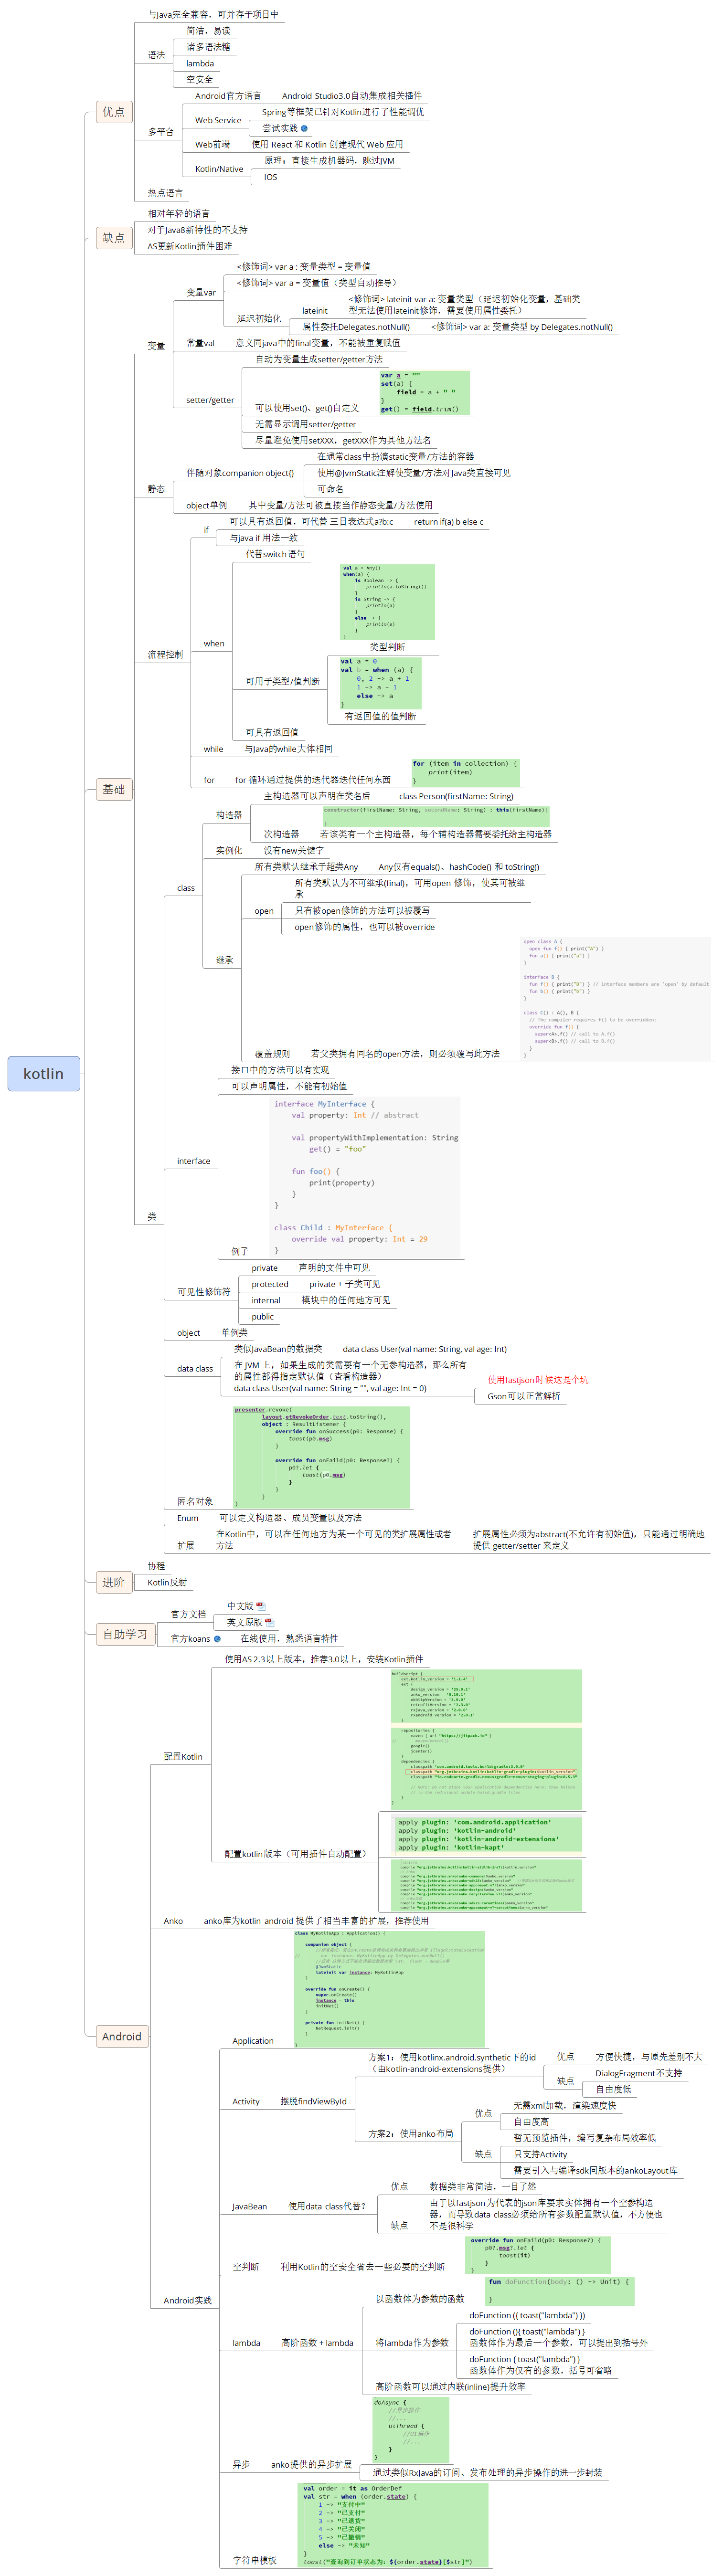 kotlin
优点
与Java完全兼容，可并存于项目中
语法
简洁，易读
诸多语法糖
lambda
空安全
多平台
Android官方语言
Android Studio3.0自动集成相关插件
Web Service
Spring等框架已针对Kotlin进行了性能调优
尝试实践
Web前端
使用 React 和 Kotlin 创建现代 Web 应用
Kotlin/Native
原理：直接生成机器码，跳过JVM
IOS
热点语言
缺点
相对年轻的语言
对于Java8新特性的不支持
AS更新Kotlin插件困难
基础
变量
变量var
<修饰词> var a : 变量类型 = 变量值
<修饰词> var a = 变量值（类型自动推导）
延迟初始化
lateinit
<修饰词> lateinit var a: 变量类型（延迟初始化变量，基础类
型无法使用lateinit修饰，需要使用属性委托）
属性委托Delegates.notNull()
<修饰词> var a: 变量类型 by Delegates.notNull()
常量val
意义同java中的final变量，不能被重复赋值
setter/getter
自动为变量生成setter/getter方法
可以使用set()、get()自定义
var a = ""
set(a) {
field = a + " "
}
get() = field.trim()
无需显示调用setter/getter
尽量避免使用setXXX，getXXX作为其他方法名
静态
伴随对象companion object{}
在通常class中扮演static变量/方法的容器
使用@JvmStatic注解使变量/方法对Java类直接可见
可命名
object单例
其中变量/方法可被直接当作静态变量/方法使用
流程控制
if
可以具有返回值，可代替 三目表达式a?b:c
return if(a) b else c
与java if 用法一致
when
代替switch语句
可用于类型/值判断
val a = Any()
when(a) {
is Boolean -> {
println(a.toString())
}
is String -> {
println(a)
}
else -> {
println(a)
}
}
类型判断
val a = 0
val b = when (a) {
0, 2 -> a + 1
1 -> a - 1
else -> a
}
有返回值的值判断
可具有返回值
while
与Java的while大体相同
for
for 循环通过提供的迭代器迭代任何东西
for (item in collection) {
print(item)
}
类
class
构造器
主构造器可以声明在类名后
class Person(firstName: String)
次构造器
若该类有一个主构造器，每个辅构造器需要委托给主构造器
constructor(firstName: String, secondName: String) : this(firstName){
}
实例化
没有new关键字
继承
所有类默认继承于超类Any
Any仅有equals()、hashCode() 和 toString()
open
所有类默认为不可继承(final)，可用open 修饰，使其可被继
承
只有被open修饰的方法可以被覆写
open修饰的属性，也可以被override
覆盖规则
若父类拥有同名的open方法，则必须覆写此方法
open class A {
open fun f() { print("A") }
fun a() { print("a") }
}
interface B {
fun f() { print("B") } // interface members are 'open' by default
fun b() { print("b") }
}
class C() : A(), B {
// The compiler requires f() to be overridden:
override fun f() {
super<A>.f() // call to A.f()
super<B>.f() // call to B.f()
}
}
interface
接口中的方法可以有实现
可以声明属性，不能有初始值
例子
interface MyInterface {
val property: Int // abstract
val propertyWithImplementation: String
get() = "foo"
fun foo() {
print(property)
}
}
class Child : MyInterface {
override val property: Int = 29
}
可见性修饰符
private
声明的文件中可见
protected
private + 子类可见
internal
模块中的任何地方可见
public
object
单例类
data class
类似JavaBean的数据类
data class User(val name: String, val age: Int)
在 JVM 上，如果生成的类需要有一个无参构造器，那么所有
的属性都得指定默认值（查看构造器）
data class User(val name: String = "", val age: Int = 0)
使用fastjson时候这是个坑
Gson可以正常解析
匿名对象
presenter.revoke(
layout.etRevokeOrder.text.toString(),
object : ResultListener {
override fun onSuccess(p0: Response) {
toast(p0.msg)
}
override fun onFaild(p0: Response?) {
p0?.let {
toast(p0.msg)
}
}
}
)
Enum
可以定义构造器、成员变量以及方法
扩展
在Kotlin中，可以在任何地方为某一个可见的类扩展属性或者
方法
扩展属性必须为abstract(不允许有初始值)，只能通过明确地
提供 getter/setter 来定义
进阶
协程
Kotlin反射
自助学习
官方文档
中文版
英文原版
官方koans
在线使用，熟悉语言特性
Android
配置Kotlin
使用AS 2.3以上版本，推荐3.0以上，安装Kotlin插件
配置kotlin版本（可用插件自动配置）
apply plugin: 'com.android.application'
apply plugin: 'kotlin-android'
apply plugin: 'kotlin-android-extensions'
apply plugin: 'kotlin-kapt'
Anko
anko库为kotlin android 提供了相当丰富的扩展，推荐使用
Android实践
Application
class MyKotlinApp : Application() {
companion object {
lateinit var instance: MyKotlinApp
}
override fun onCreate() {
super.onCreate()
instance = this
initNet()
}
private fun initNet() {
NetRequest.init()
}
}
Activity
摆脱findViewById
方案1：使用kotlinx.android.synthetic下的id
（由kotlin-android-extensions提供）
优点
方便快捷，与原先差别不大
缺点
DialogFragment不支持
自由度低
方案2：使用anko布局
优点
无需xml加载，渲染速度快
自由度高
缺点
暂无预览插件，编写复杂布局效率低
只支持Activity
需要引入与编译sdk同版本的ankoLayout库
JavaBean
使用data class代替？
优点
数据类非常简洁，一目了然
缺点
由于以fastjson为代表的json库要求实体拥有一个空参构造
器，而导致data class必须给所有参数配置默认值，不方便也
不是很科学
空判断
利用Kotlin的空安全省去一些必要的空判断
override fun onFaild(p0: Response?) {
p0?.msg?.let {
toast(it)
}
}
lambda
高阶函数 + lambda
以函数体为参数的函数
fun doFunction(body: () -> Unit) {
}
将lambda作为参数
doFunction ({ toast("lambda") })
doFunction (){ toast("lambda") }
函数体作为最后一个参数，可以提出到括号外
doFunction { toast("lambda") }
函数体作为仅有的参数，括号可省略
高阶函数可以通过内联(inline)提升效率
异步
anko提供的异步扩展
doAsync {
//异步操作
//...
uiThread {
//UI操作
//...
}
}
通过类似RxJava的订阅、发布处理的异步操作的进一步封装
字符串模板
val order = it as OrderDef
val str = when (order.state) {
1 -> "支付中"
2 -> "已支付"
3 -> "已退货"
4 -> "已关闭"
5 -> "已撤销"
else -> "未知"
}
toast("查询到订单状态为：${order.state}[$str]")